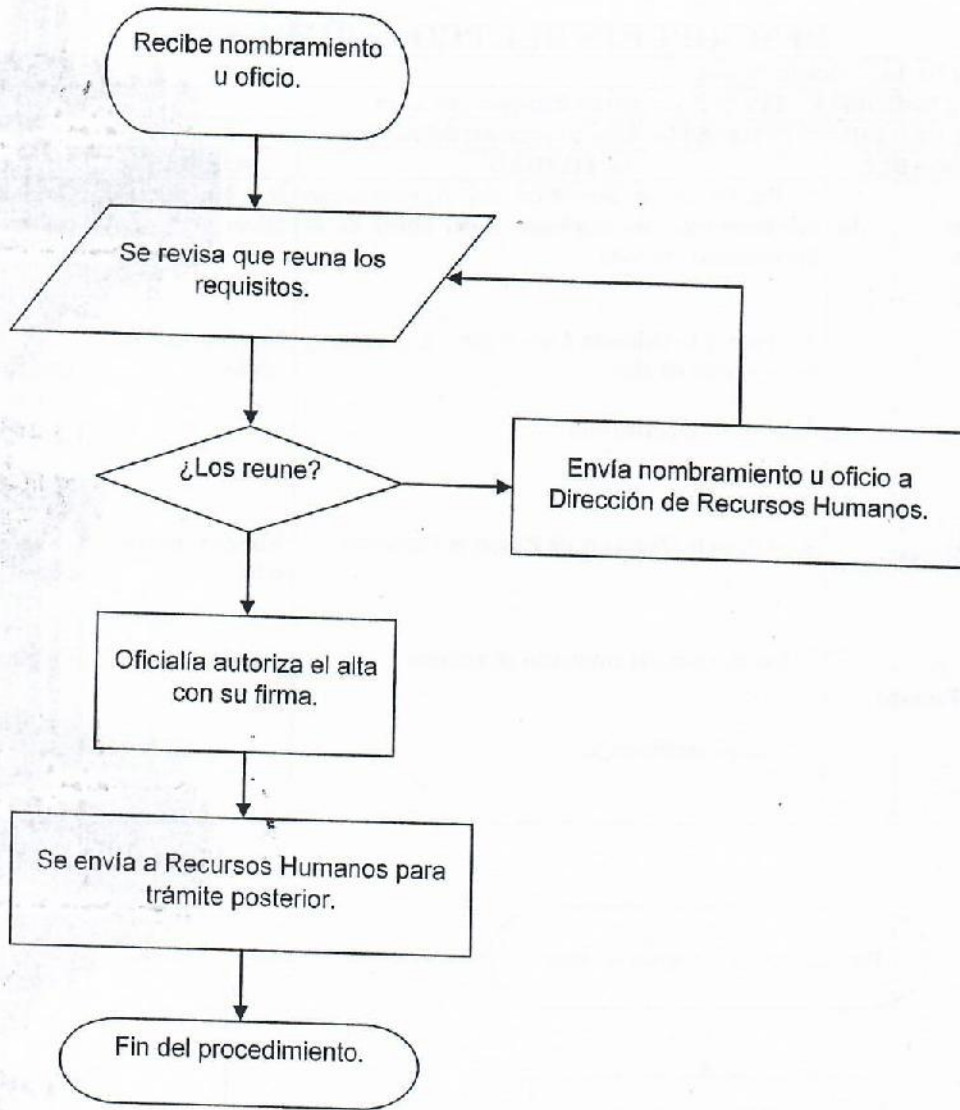 Recibe nombramiento
u oficio.
Se revisa que reuna los
requisitos.
¿Los reune?
Envía nombramiento u oficio a
Dirección de Recursos Humanos.
Oficialía autoriza el alta
con su firma.
Se envía a Recursos Humanos para
trámite posterior.
Fin del procedimiento.